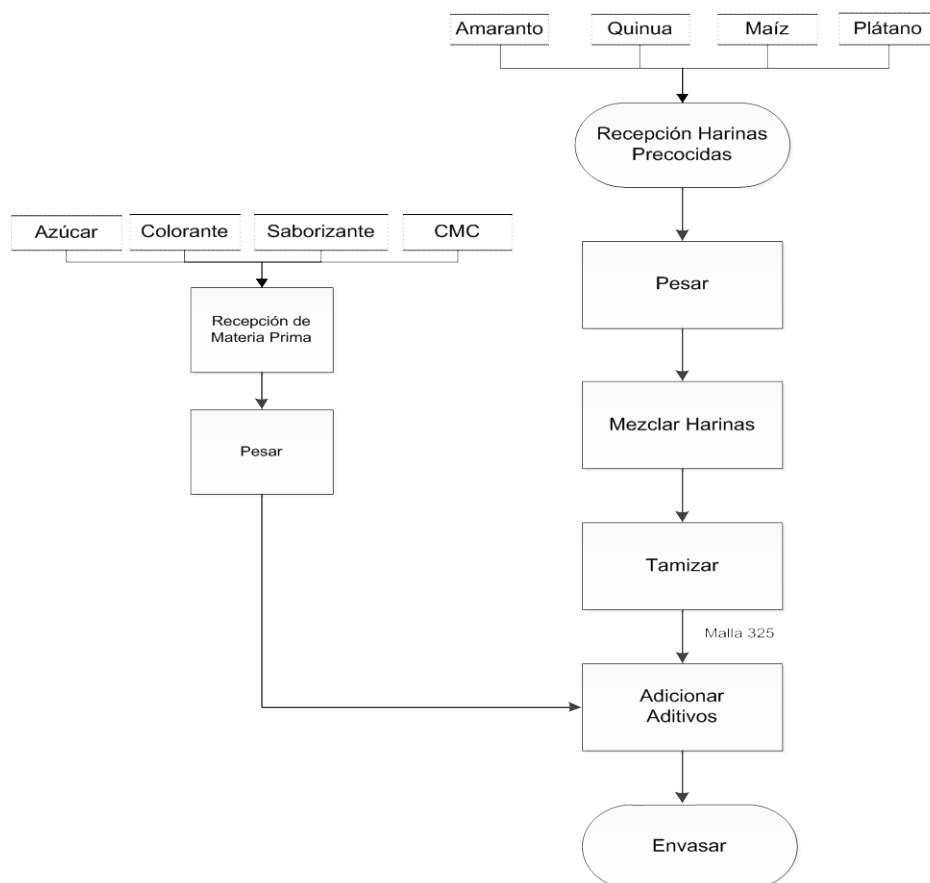 Amaranto
Quinua
Maíz
Plátano
Recepción Harinas
Precocidas
Azúcar
Colorante
Saborizante
CMC
Pesar
Recepción de
Materia Prima
Mezclar Harinas
Pesar
Tamizar
Malla 325
Adicionar
Aditivos
Envasar